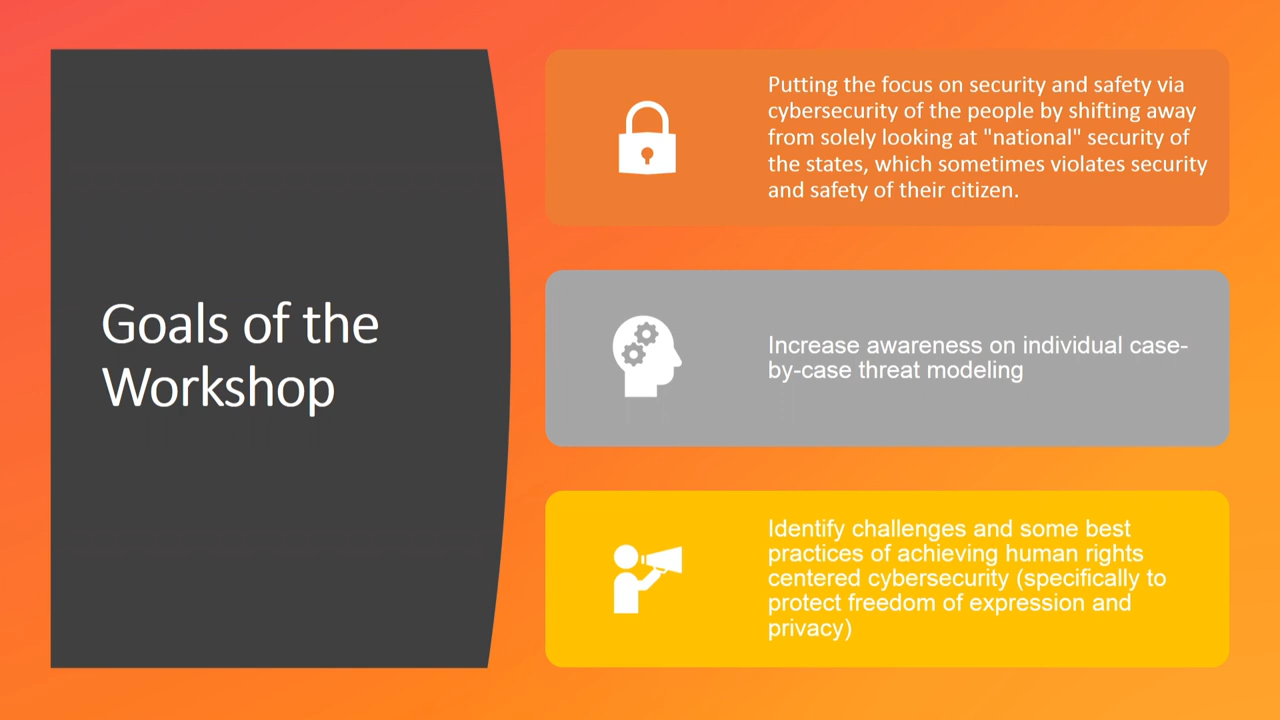 Goals of the
Workshop
Putting the focus on security and safety via
cybersecurity of the people by shifting away
from solely looking at "national" security of
the states, which sometimes violates security
and safety of their citizen.
Increase awareness on individual case-
by-case threat modeling
Identify challenges and some best
practices of achieving human rights
centered cybersecurity (specifically to
protect freedom of expression and
privacy)